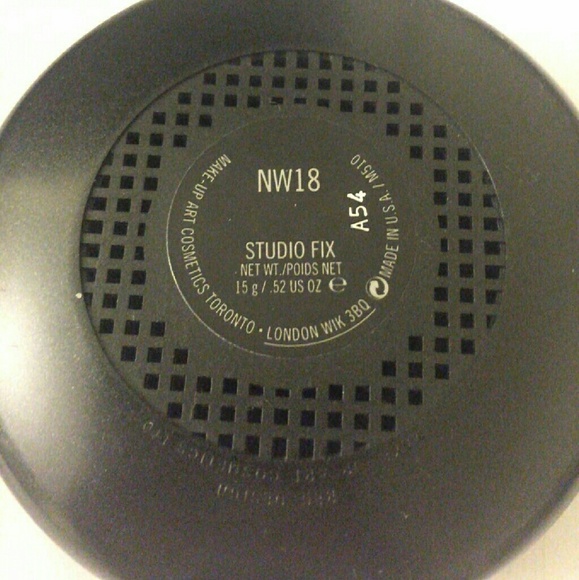 NW18
A54
STUDIO FIX
NET WT./POIDS NET
15 g / .52 US OZ ℮
MAKE-UP ART COSMETICS TORONTO • LONDON W1K 3BQ
MADE IN U.S.A. / M510